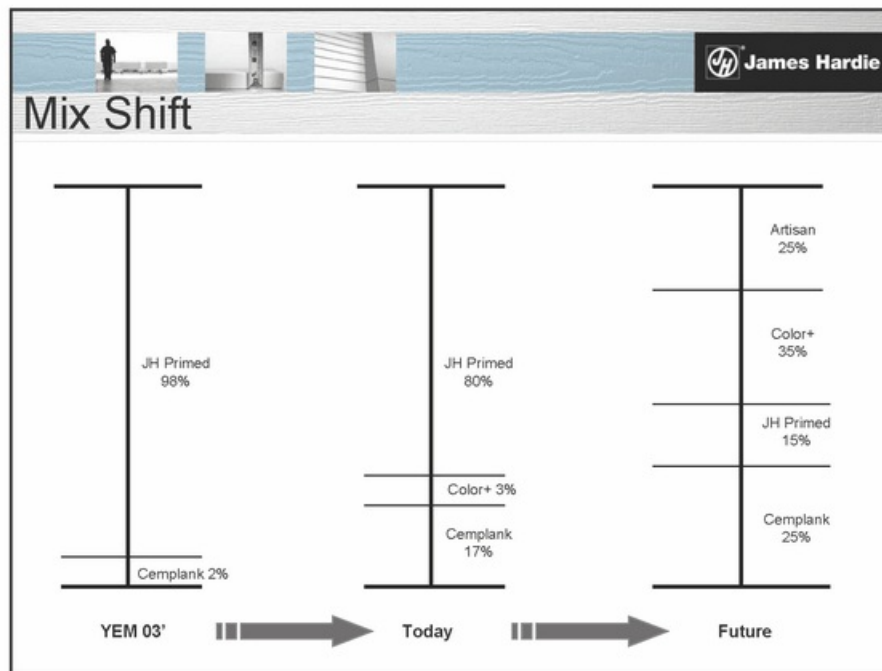 JH® James Hardie
Mix Shift
JH Primed
98%
Cemplank 2%
JH Primed
80%
Color+ 3%
Cemplank
17%
Artisan
25%
Color+
35%
JH Primed
15%
Cemplank
25%
YEM 03'
Today
Future